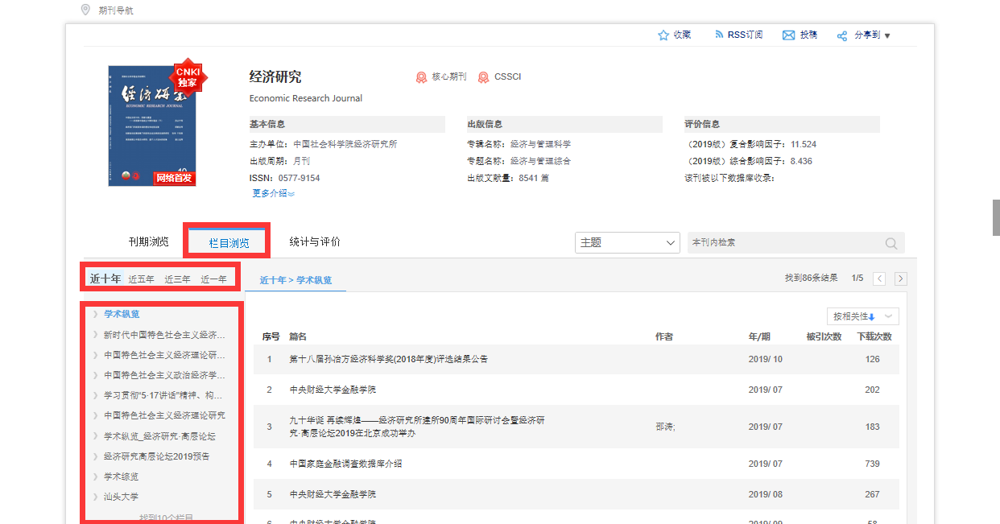 期刊导航
收藏 RSS订阅 投稿 分享到▼
CNKI
独家
经济研究
ECONOMIC RESEARCH JOURNAL
10
网络首发
经济研究 核心期刊 CSSCI
Economic Research Journal
基本信息 出版信息 评价信息
主办单位：中国社会科学院经济研究所 专辑名称：经济与管理科学 （2019版）复合影响因子：11.524
出版周期：月刊 专题名称：经济与管理综合 （2019版）综合影响因子：8.436
ISSN：0577-9154 出版文献量：8541 篇 该刊被以下数据库收录：
更多介绍
刊期浏览 栏目浏览 统计与评价 主题 本刊内检索
近十年 近五年 近三年 近一年
近十年 > 学术纵览 找到86条结果 1/5
学术纵览
新时代中国特色社会主义经济...
中国特色社会主义经济理论研...
中国特色社会主义政治经济学...
学习贯彻“5·17讲话”精神、构...
中国特色社会主义经济理论研究
学术纵览_经济研究·高层论坛
经济研究高层论坛2019预告
学术综览
汕头大学
找到10个栏目
按相关性
序号 篇名 作者 年/期 被引次数 下载次数
1 第十八届孙冶方经济科学奖(2018年度)评选结果公告 2019/ 10 126
2 中央财经大学金融学院 2019/ 07 202
3 九十华诞 再续辉煌——经济研究所建所90周年国际研讨会暨经济研
究·高层论坛2019在北京成功举办 邵涛; 2019/ 07 183
4 中国家庭金融调查数据库介绍 2019/ 07 739
5 中央财经大学金融学院 2019/ 08 267
6 中央财经大学金融学院 2019/ 09 58